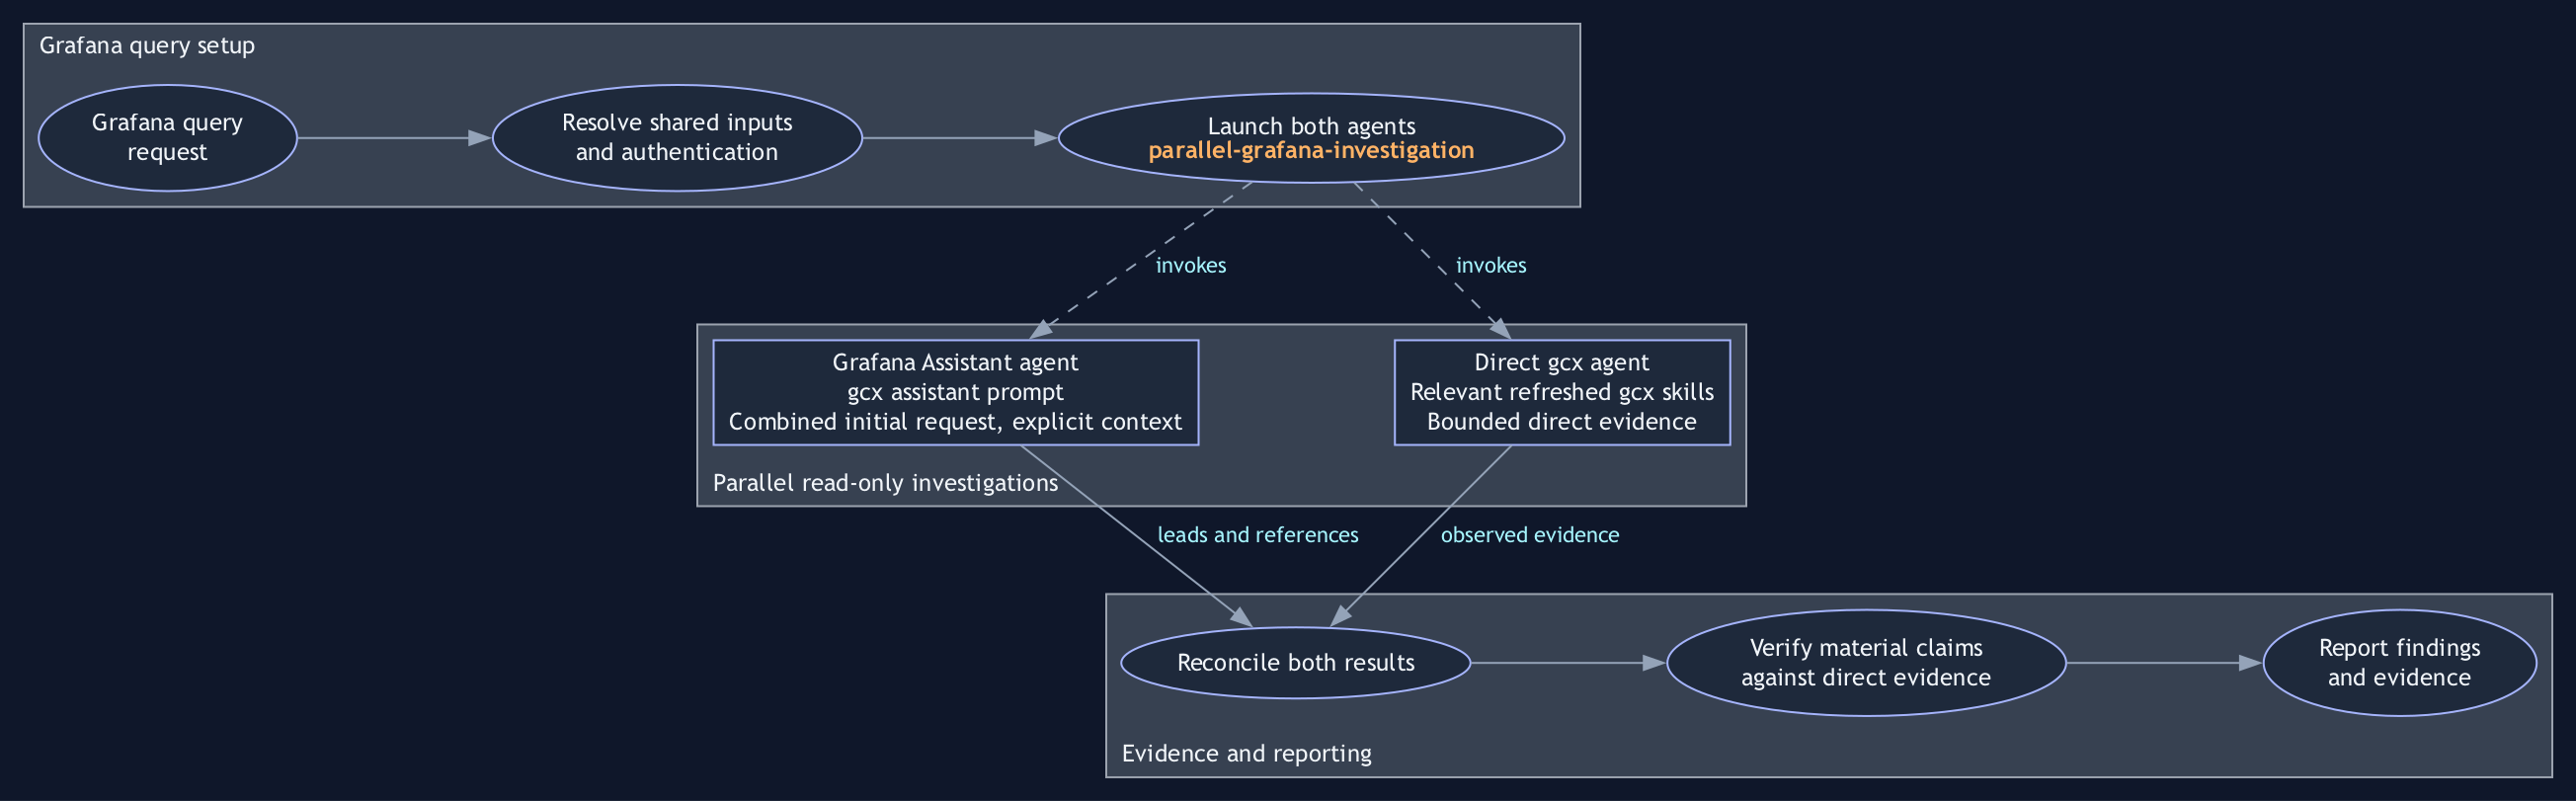 Grafana query setup
Grafana query
request
Resolve shared inputs
and authentication
Launch both agents
parallel-grafana-investigation
invokes
invokes
Grafana Assistant agent
gcx assistant prompt
Combined initial request, explicit context
Direct gcx agent
Relevant refreshed gcx skills
Bounded direct evidence
Parallel read-only investigations
leads and references
observed evidence
Reconcile both results
Verify material claims
against direct evidence
Report findings
and evidence
Evidence and reporting